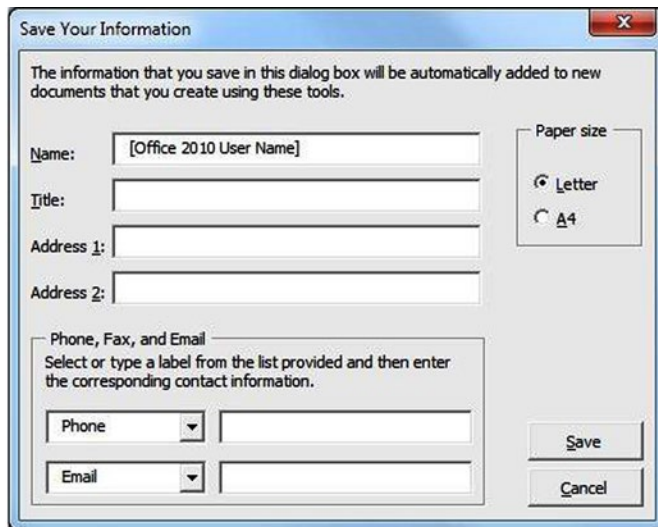 Save Your Information
The information that you save in this dialog box will be automatically added to new
documents that you create using these tools.
Name:
[Office 2010 User Name]
Title:
Address 1:
Address 2:
Paper size
Letter
A4
Phone, Fax, and Email
Select or type a label from the list provided and then enter
the corresponding contact information.
Phone
Email
Save
Cancel